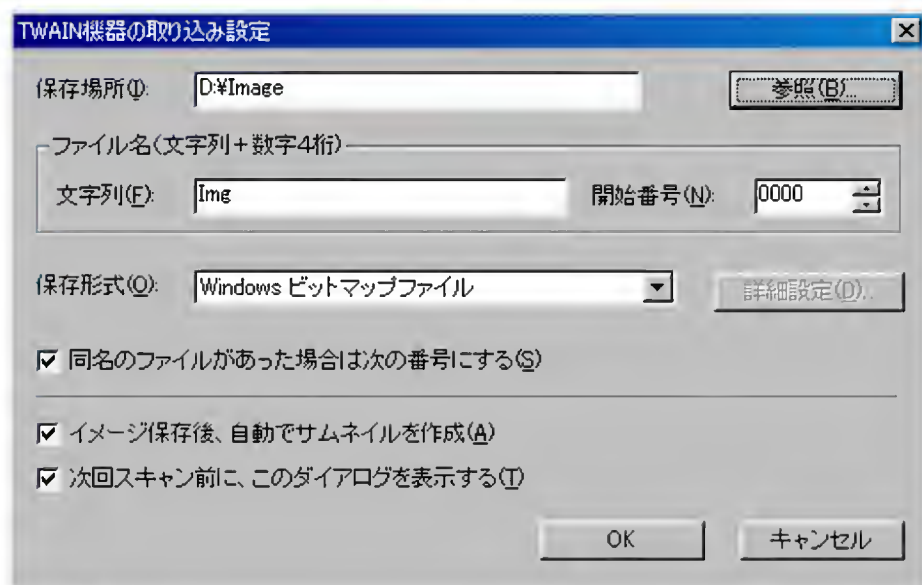 TWAIN機器の取り込み設定
保存場所(I): D:¥Image 参照(B)...
ファイル名(文字列+数字4桁)
文字列(F): Img 開始番号(N): 0000
保存形式(O): Windows ビットマップファイル 詳細設定(D)...
同名のファイルがあった場合は次の番号にする(S)
イメージ保存後、自動でサムネイルを作成(A)
次回スキャン前に、このダイアログを表示する(T)
OK キャンセル